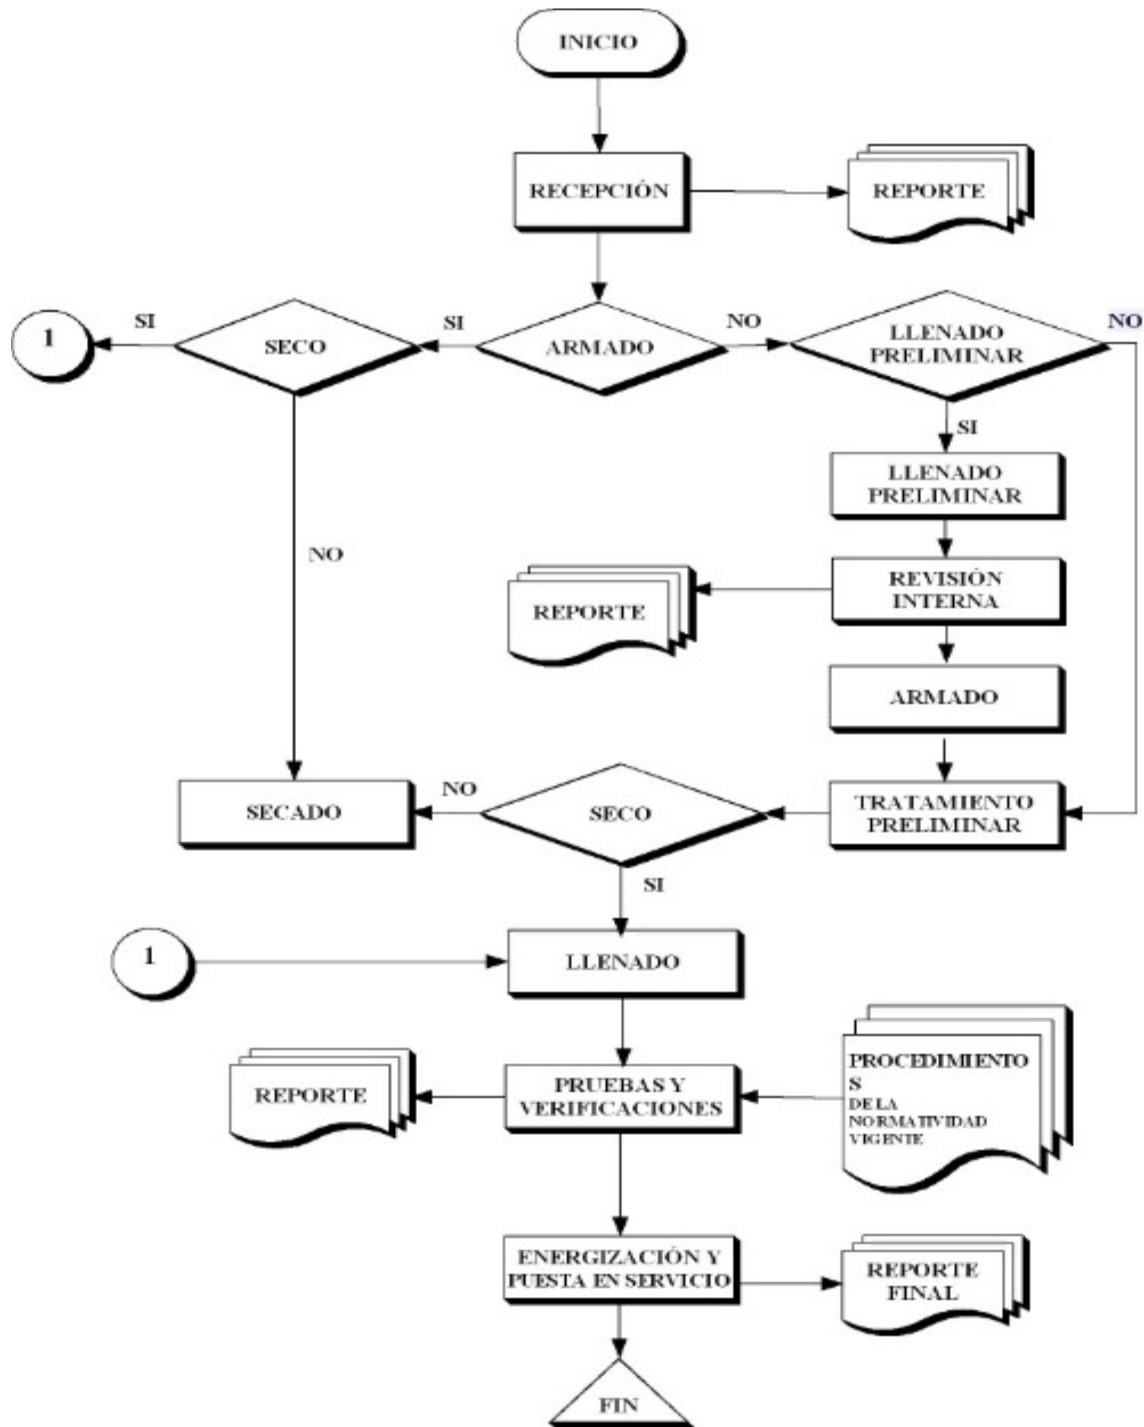 INICIO
RECEPCIÓN
REPORTE
1
SI
SECO
SI
ARMADO
NO
LLENADO
PRELIMINAR
NO
SI
LLENADO
PRELIMINAR
NO
REVISIÓN
INTERNA
REPORTE
ARMADO
SECADO
NO
SECO
TRATAMIENTO
PRELIMINAR
SI
1
LLENADO
REPORTE
PRUEBAS Y
VERIFICACIONES
PROCEDIMIENTO
S
DE LA
NORMATIVIDAD
VIGENTE
ENERGIZACIÓN Y
PUESTA EN SERVICIO
REPORTE
FINAL
FIN